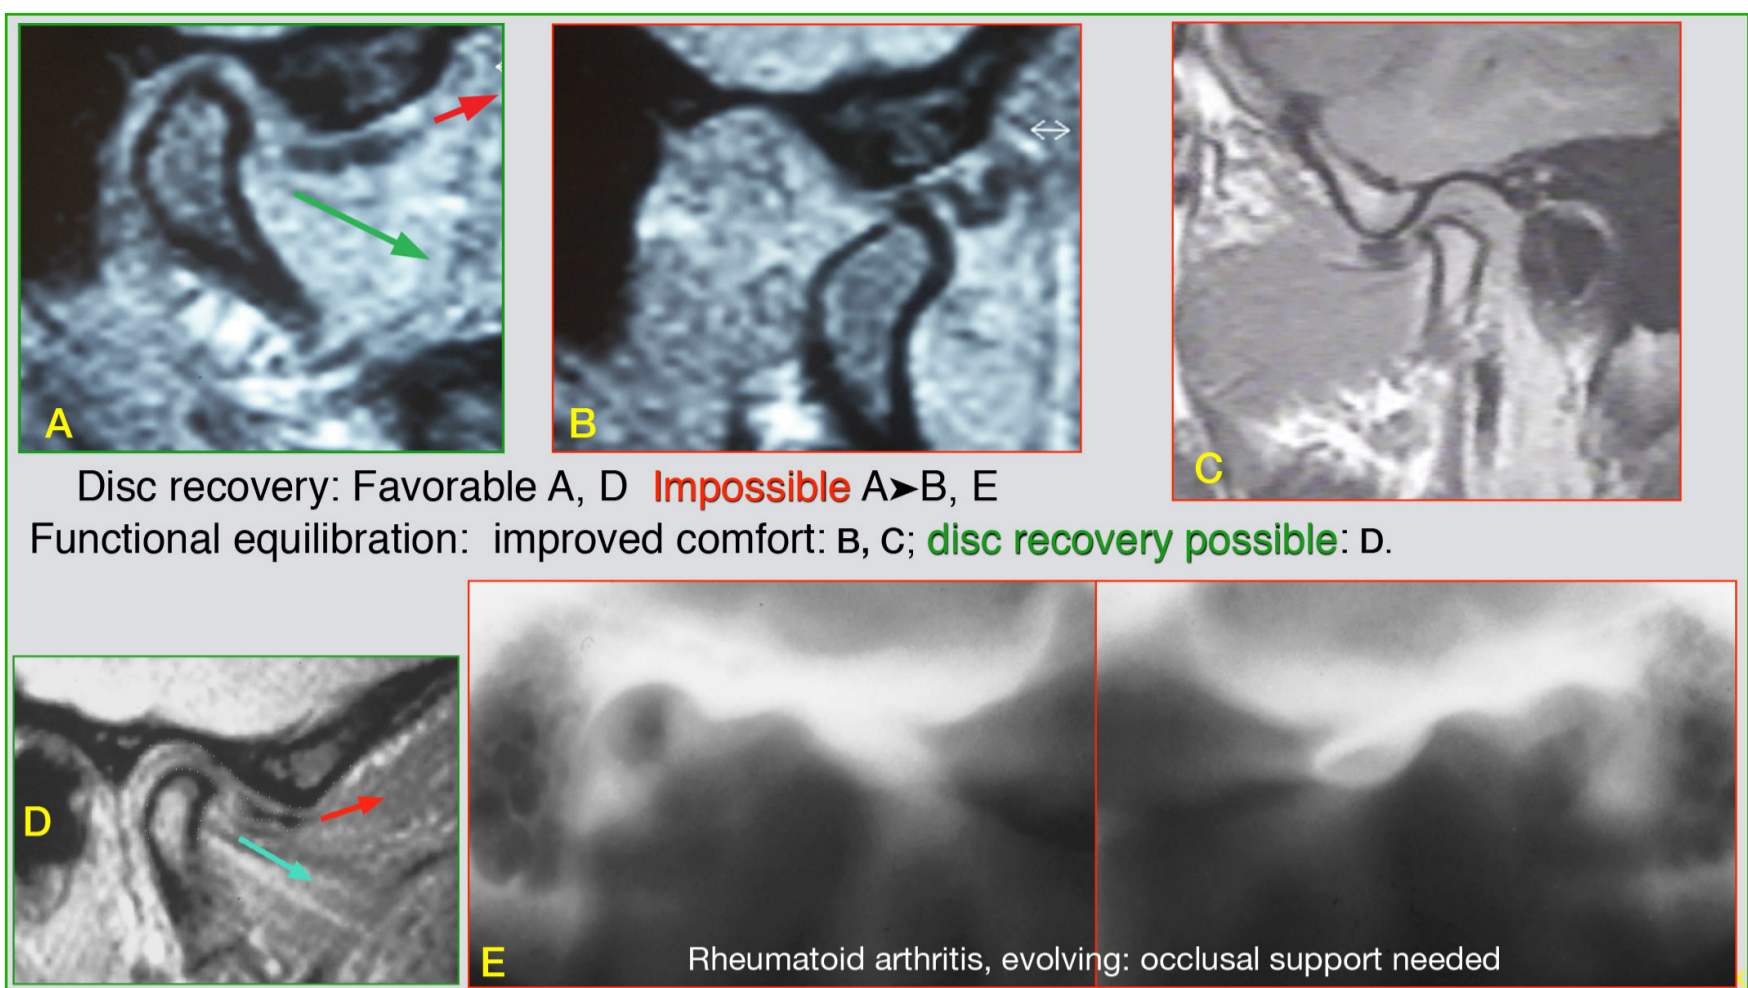 A
B
C
Disc recovery: Favorable A, D Impossible A➤B, E
Functional equilibration: improved comfort: B, C; disc recovery possible: D.
D
E
Rheumatoid arthritis, evolving: occlusal support needed